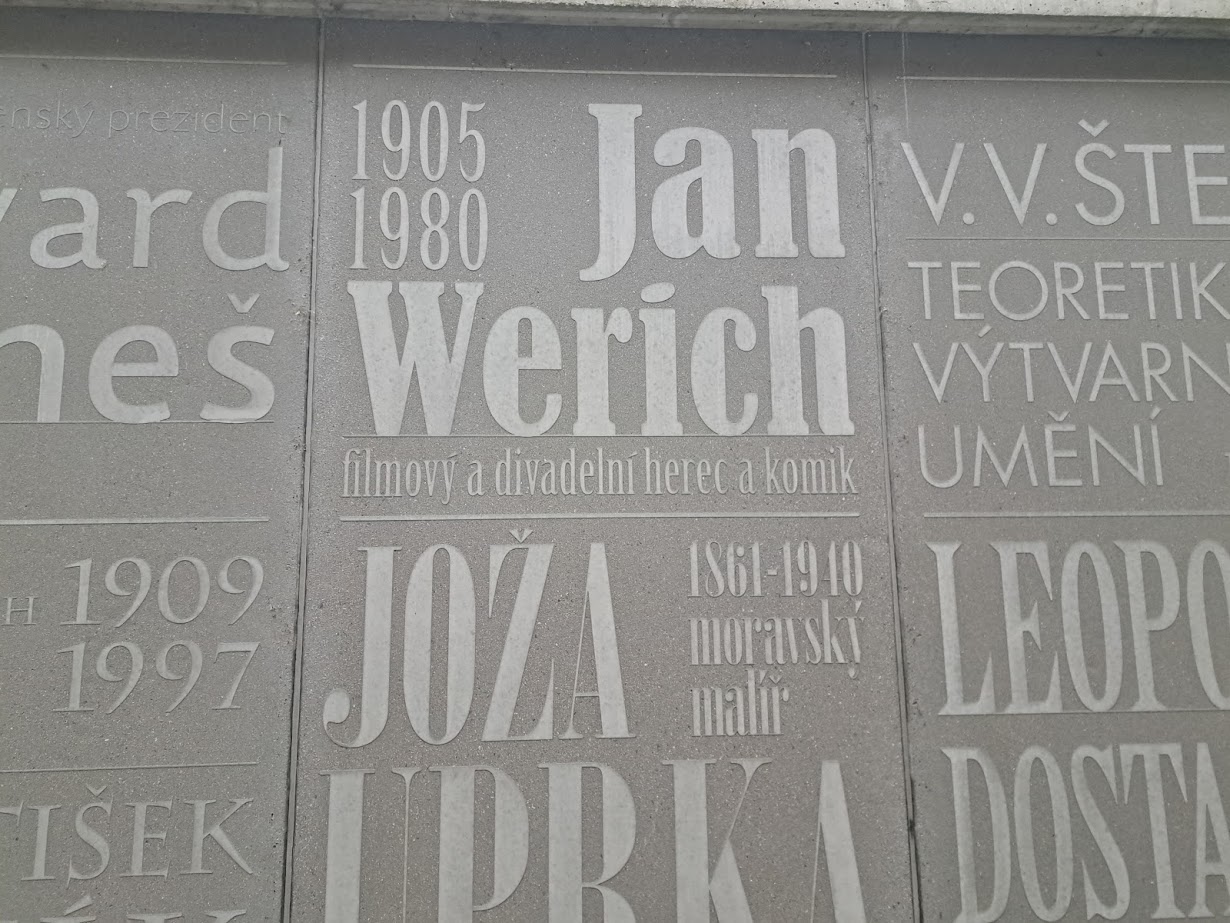 enský prezident
vard
neš
H 1909
1997
TIŠEK
1905
1980
Jan
Werich
filmový a divadelní herec a komik
JOŽA
1861-1940
moravský
malíř
UPRKA
V. V. ŠTE
TEORETIK
VÝTVARN
UMĚNÍ
LEOPO
DOSTA